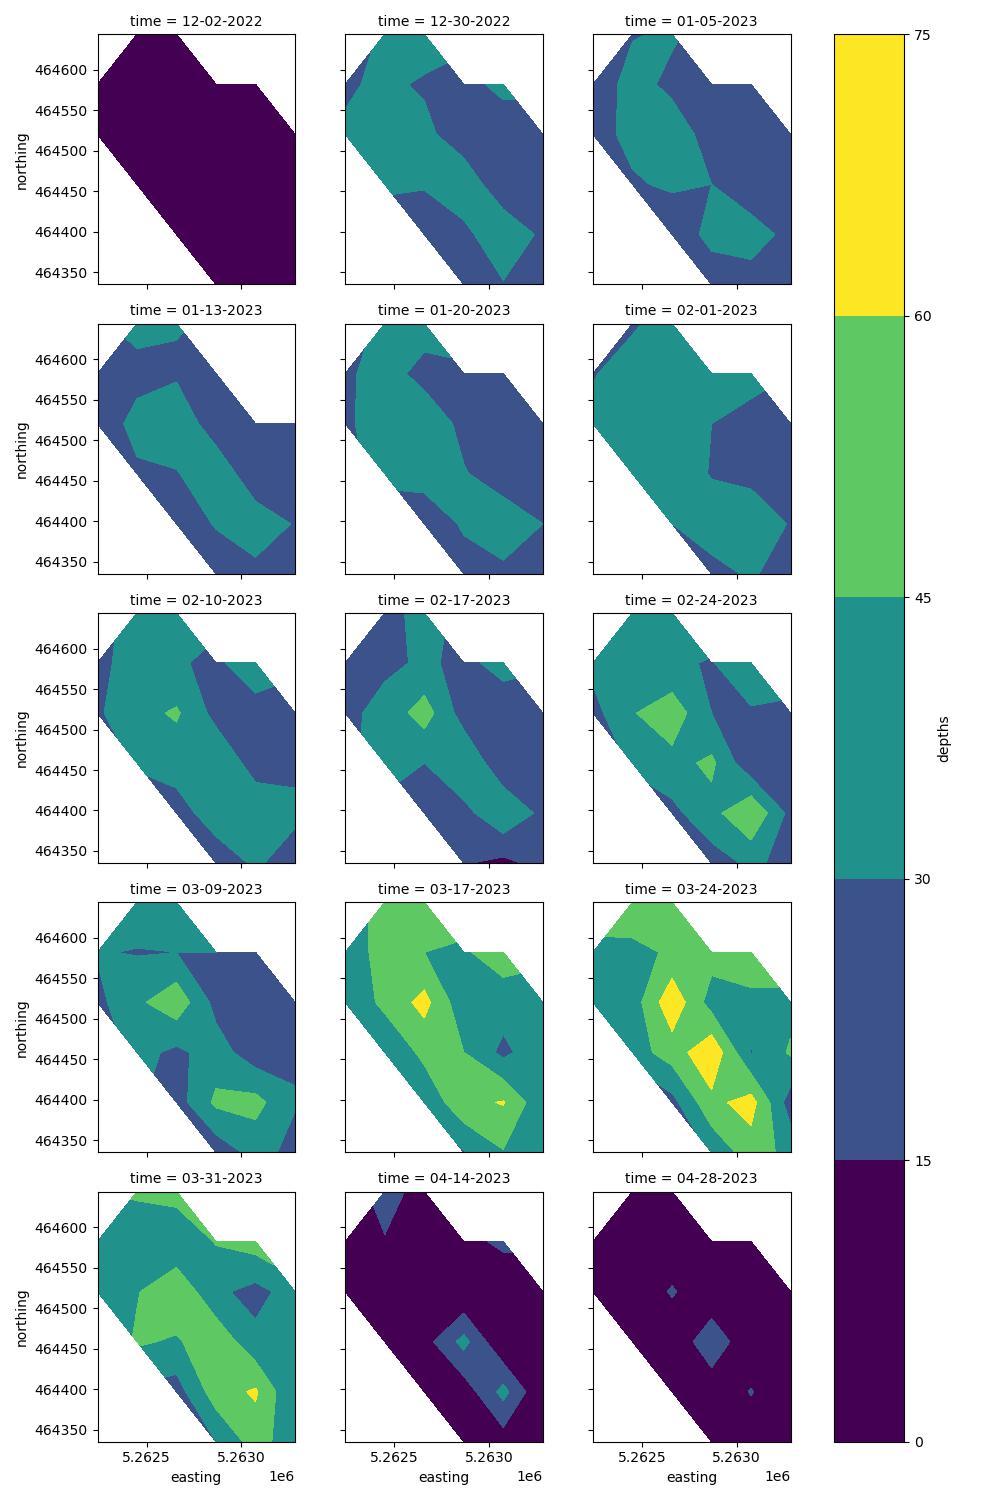 time = 12-02-2022
time = 12-30-2022
time = 01-05-2023
75
464600
464550
464500
464450
464400
464350
northing
time = 01-13-2023
time = 01-20-2023
time = 02-01-2023
60
464600
464550
464500
464450
464400
464350
northing
time = 02-10-2023
time = 02-17-2023
time = 02-24-2023
45
464600
464550
464500
464450
464400
464350
northing
depths
time = 03-09-2023
time = 03-17-2023
time = 03-24-2023
30
464600
464550
464500
464450
464400
464350
northing
15
time = 03-31-2023
time = 04-14-2023
time = 04-28-2023
464600
464550
464500
464450
464400
464350
northing
0
5.2625 5.2630 5.2625 5.2630 5.2625 5.2630
easting 1e6 easting 1e6 easting 1e6